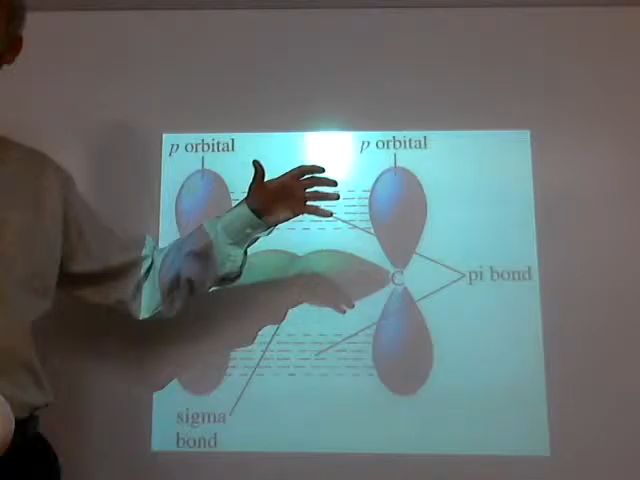 p orbital
p orbital
C
pi bond
sigma
bond